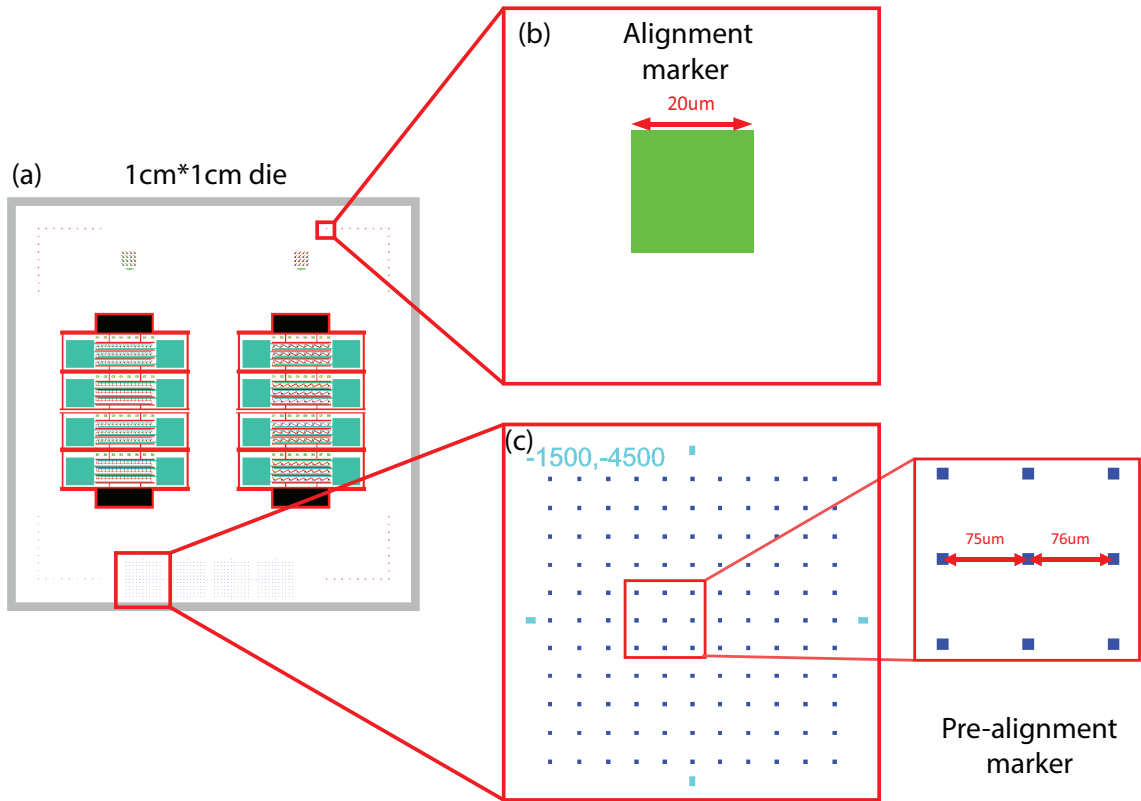 (a)
1cm*1cm die
(b)
Alignment
marker
20um
(c)
-1500,-4500
75um
76um
Pre-alignment
marker